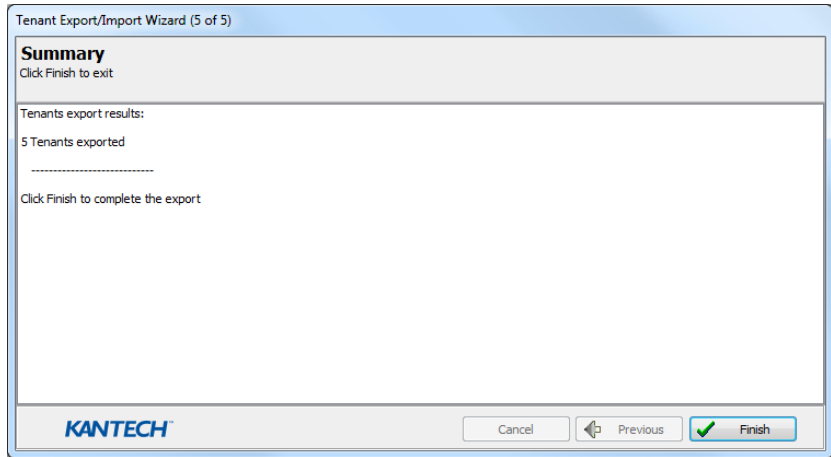 Tenant Export/Import Wizard (5 of 5)
Summary
Click Finish to exit
Tenants export results:
5 Tenants exported
----------------------------
Click Finish to complete the export
KANTECH™
Cancel
Previous
Finish